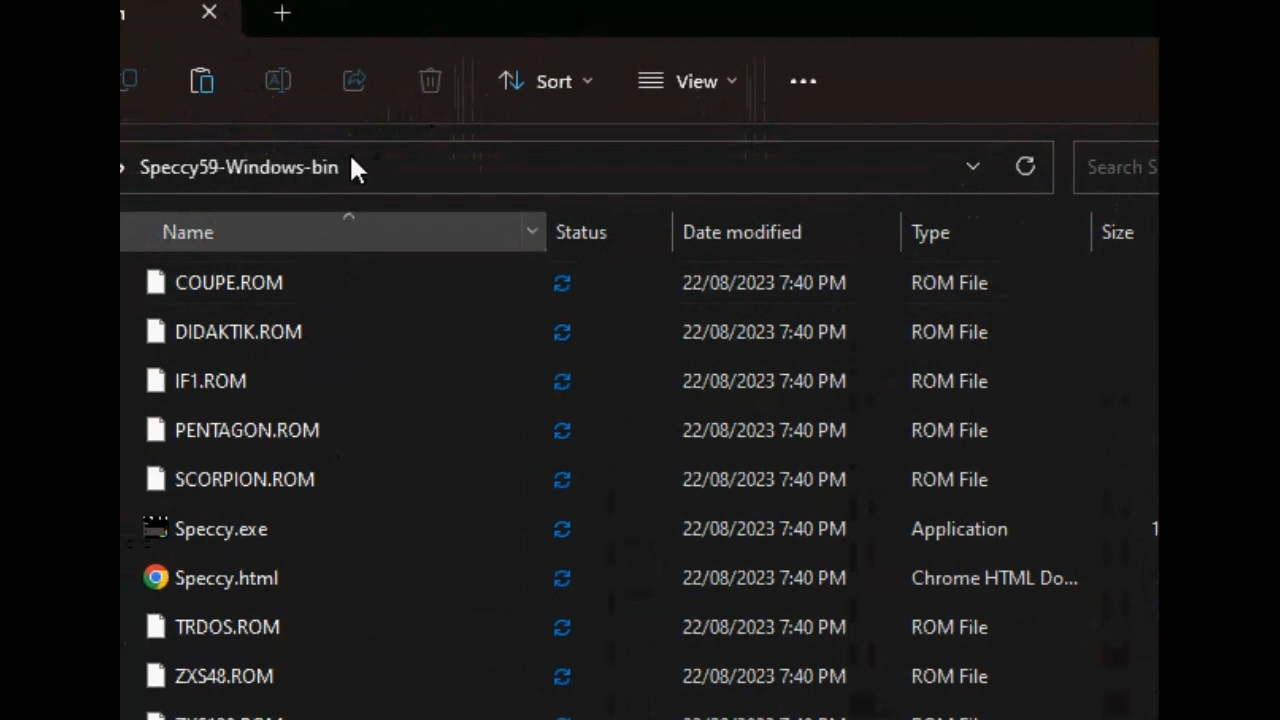 Sort View
Speccy59-Windows-bin Search S
Name Status Date modified Type Size
COUPE.ROM 22/08/2023 7:40 PM ROM File
DIDAKTIK.ROM 22/08/2023 7:40 PM ROM File
IF1.ROM 22/08/2023 7:40 PM ROM File
PENTAGON.ROM 22/08/2023 7:40 PM ROM File
SCORPION.ROM 22/08/2023 7:40 PM ROM File
Speccy.exe 22/08/2023 7:40 PM Application 1
Speccy.html 22/08/2023 7:40 PM Chrome HTML Do...
TRDOS.ROM 22/08/2023 7:40 PM ROM File
ZXS48.ROM 22/08/2023 7:40 PM ROM File